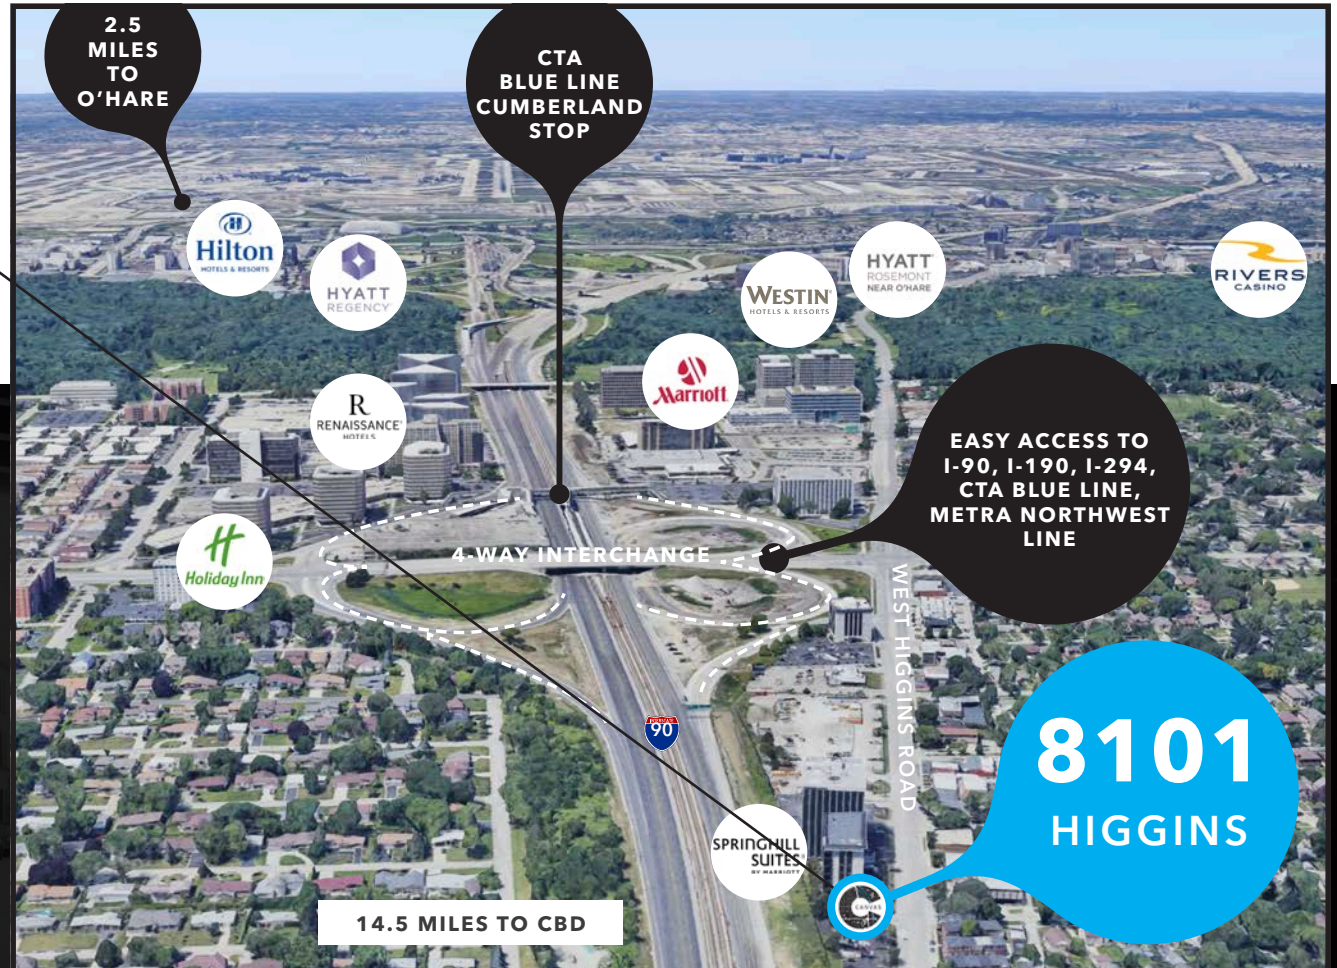 2.5
MILES
TO
O'HARE
CTA
BLUE LINE
CUMBERLAND
STOP
Hilton
HOTELS & RESORTS
HYATT
REGENCY
WESTIN
HOTELS & RESORTS
HYATT
ROSEMONT
NEAR O'HARE
RIVERS
CASINO
Marriott
R
RENAISSANCE
HOTELS
EASY ACCESS TO
I-90, I-190, I-294,
CTA BLUE LINE,
METRA NORTHWEST
LINE
4-WAY INTERCHANGE
H
Holiday Inn
WEST HIGGINS ROAD
90
8101
HIGGINS
SPRINGHILL
SUITES
BY MARRIOTT
CANVAS
14.5 MILES TO CBD